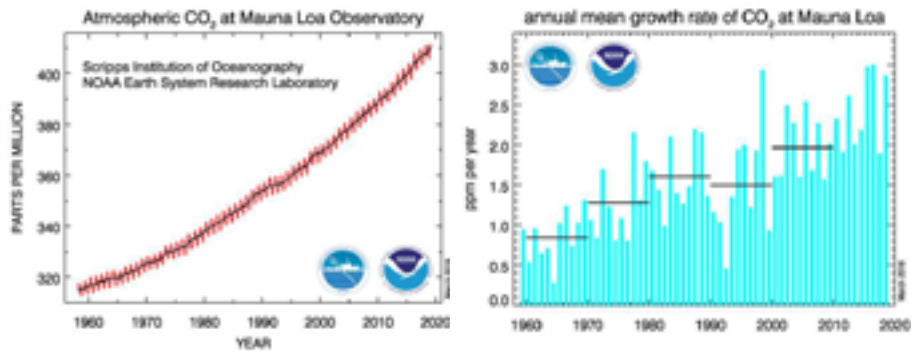 Atmospheric CO₂ at Mauna Loa Observatory
Scripps Institution of Oceanography
NOAA Earth System Research Laboratory
PARTS PER MILLION
400
380
360
340
320
1960 1970 1980 1990 2000 2010 2020
YEAR
annual mean growth rate of CO₂ at Mauna Loa
ppm per year
3.0
2.5
2.0
1.5
1.0
0.5
0.0
1960 1970 1980 1990 2000 2010 2020